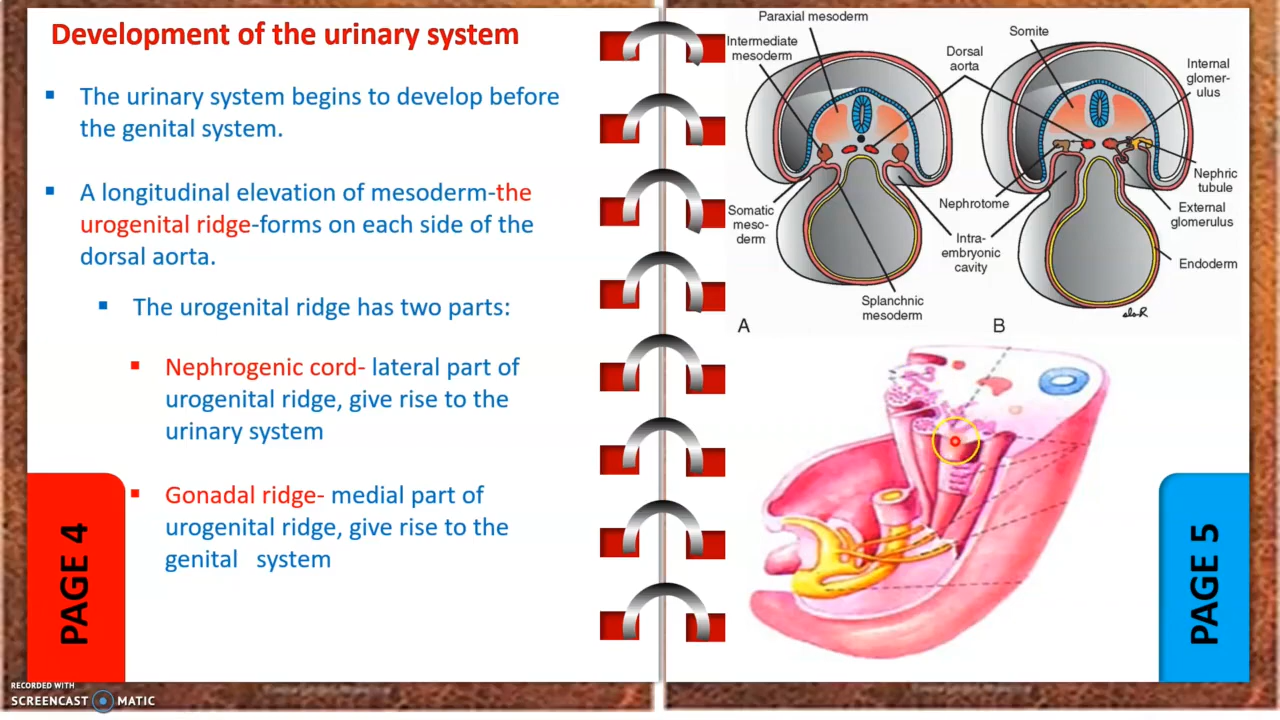 Development of the urinary system
▪ The urinary system begins to develop before
the genital system.
▪ A longitudinal elevation of mesoderm-the
urogenital ridge-forms on each side of the
dorsal aorta.
▪ The urogenital ridge has two parts:
▪ Nephrogenic cord- lateral part of
urogenital ridge, give rise to the
urinary system
▪ Gonadal ridge- medial part of
urogenital ridge, give rise to the
genital system
PAGE 4
RECORDED WITH
SCREENCAST MATIC
Paraxial mesoderm
Intermediate
mesoderm
Dorsal
aorta
Somatic
meso-
derm
Splanchnic
mesoderm
Intra-
embryonic
cavity
A
Somite
Internal
glomer-
ulus
Nephrotome
Nephric
tubule
External
glomerulus
Endoderm
B
PAGE 5